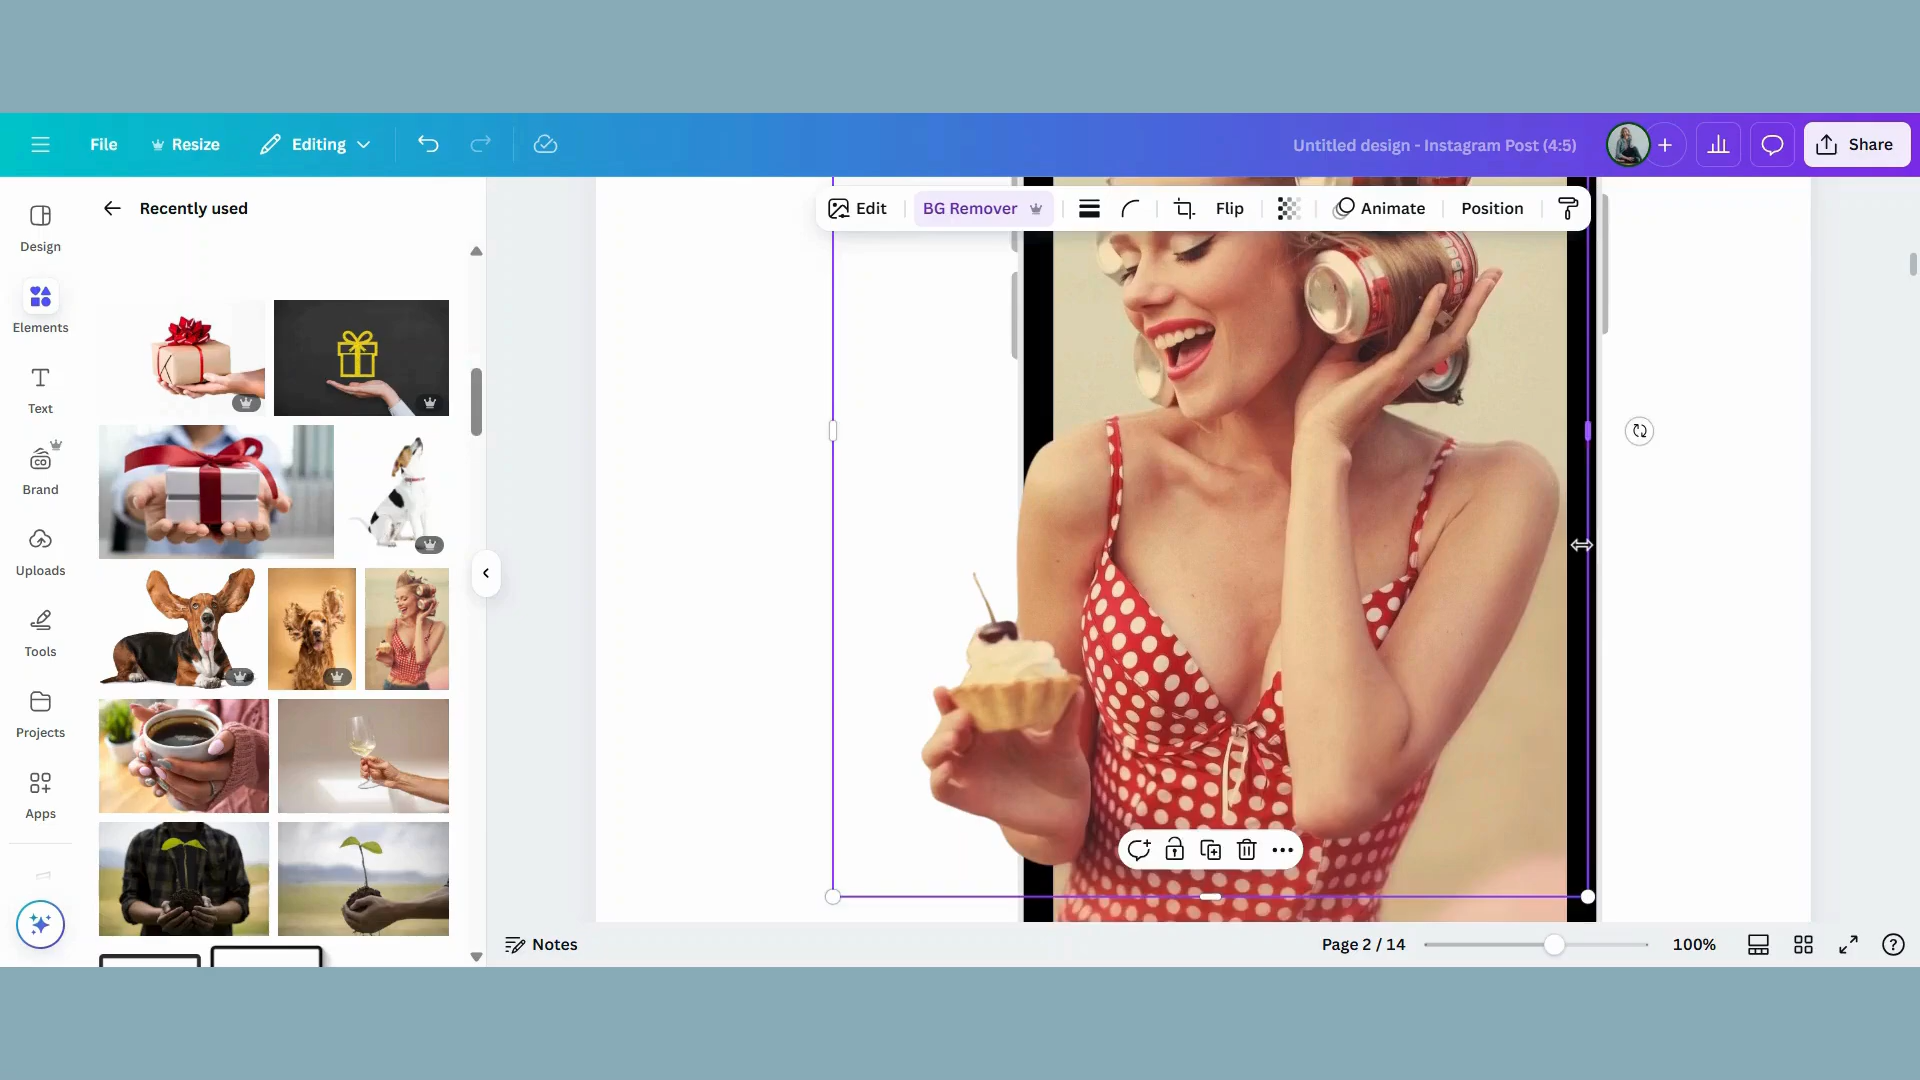 File
Resize
Editing
Untitled design - Instagram Post (4:5)
Share
Design
Elements
Text
Brand
Uploads
Tools
Projects
Apps
Recently used
Edit
BG Remover
Flip
Animate
Position
Notes
Page 2 / 14
100%